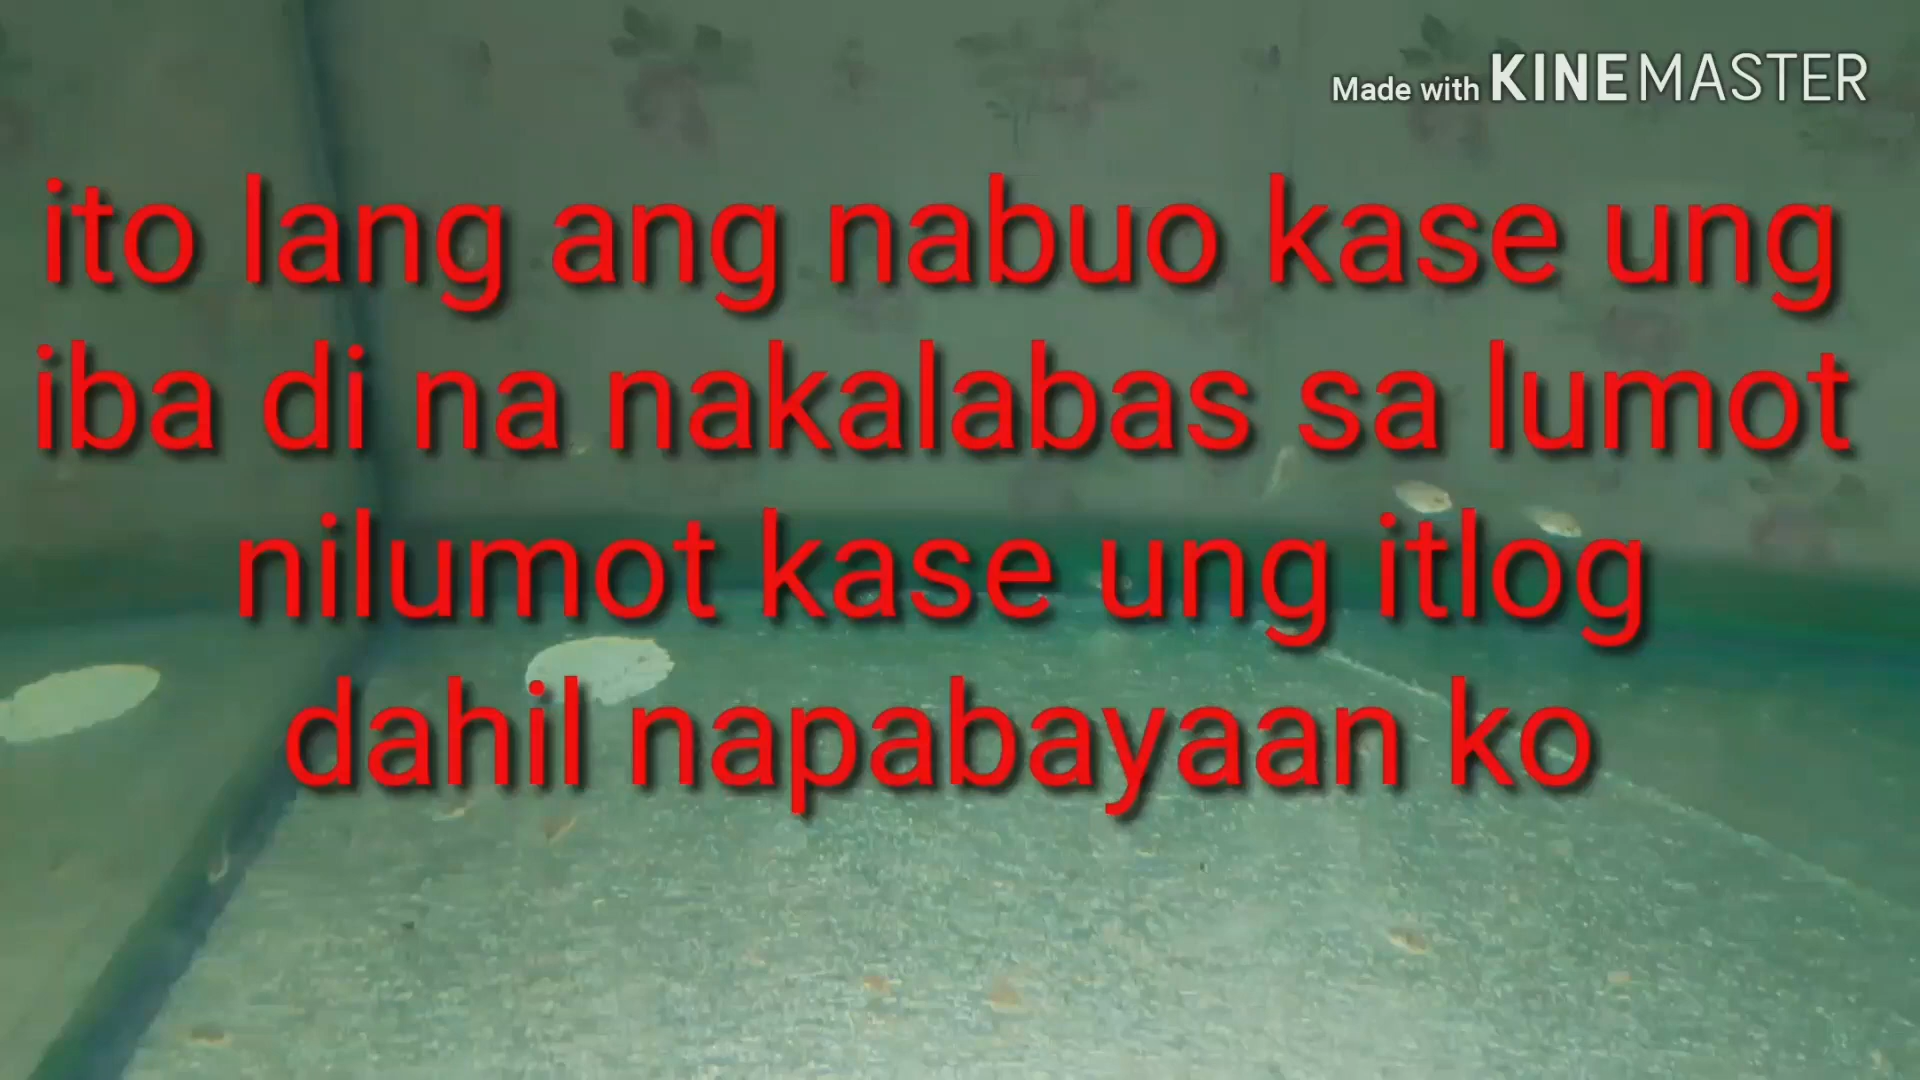 Made with KINEMASTER
ito lang ang nabuo kase ung
iba di na nakalabas sa lumot
nilumot kase ung itlog
dahil napabayaan ko